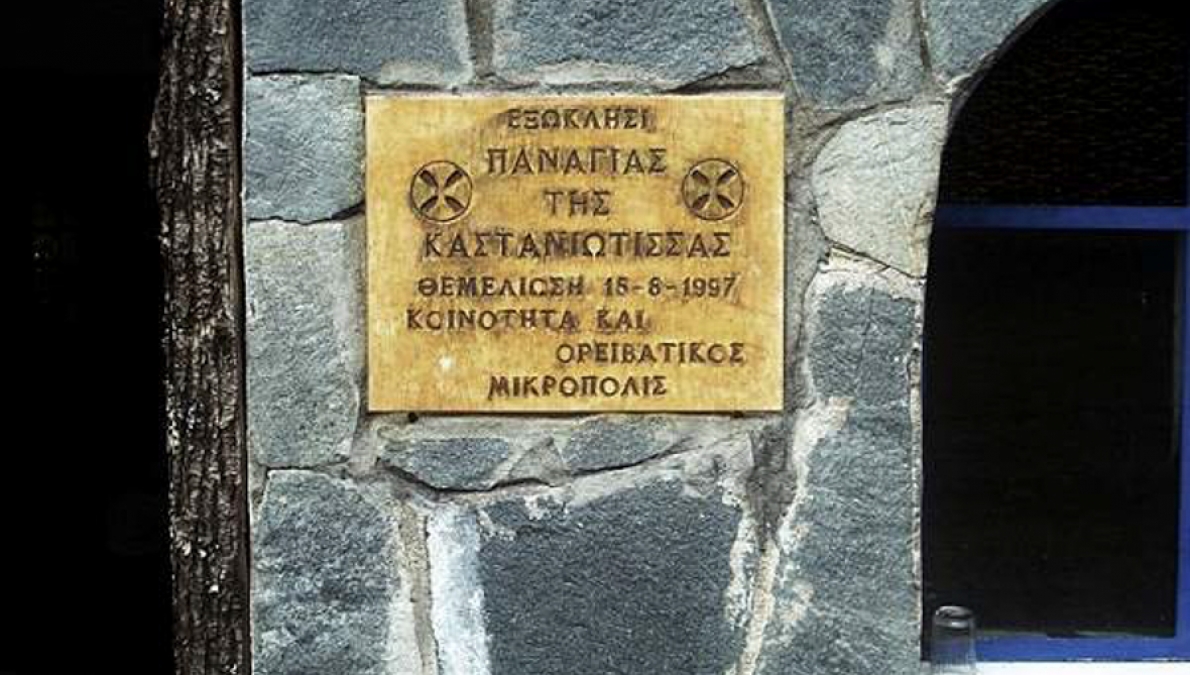 ΕΞΩΚΛΗΣΙ
ΠΑΝΑΓΙΑΣ
ΤΗΣ
ΚΑΣΤΑΝΙΩΤΙΣΣΑΣ
ΘΕΜΕΛΙΩΣΗ 15-8-1997
ΚΟΙΝΟΤΗΤΑ ΚΑΙ
ΟΡΕΙΒΑΤΙΚΟΣ
ΜΙΚΡΟΠΟΛΙΣ